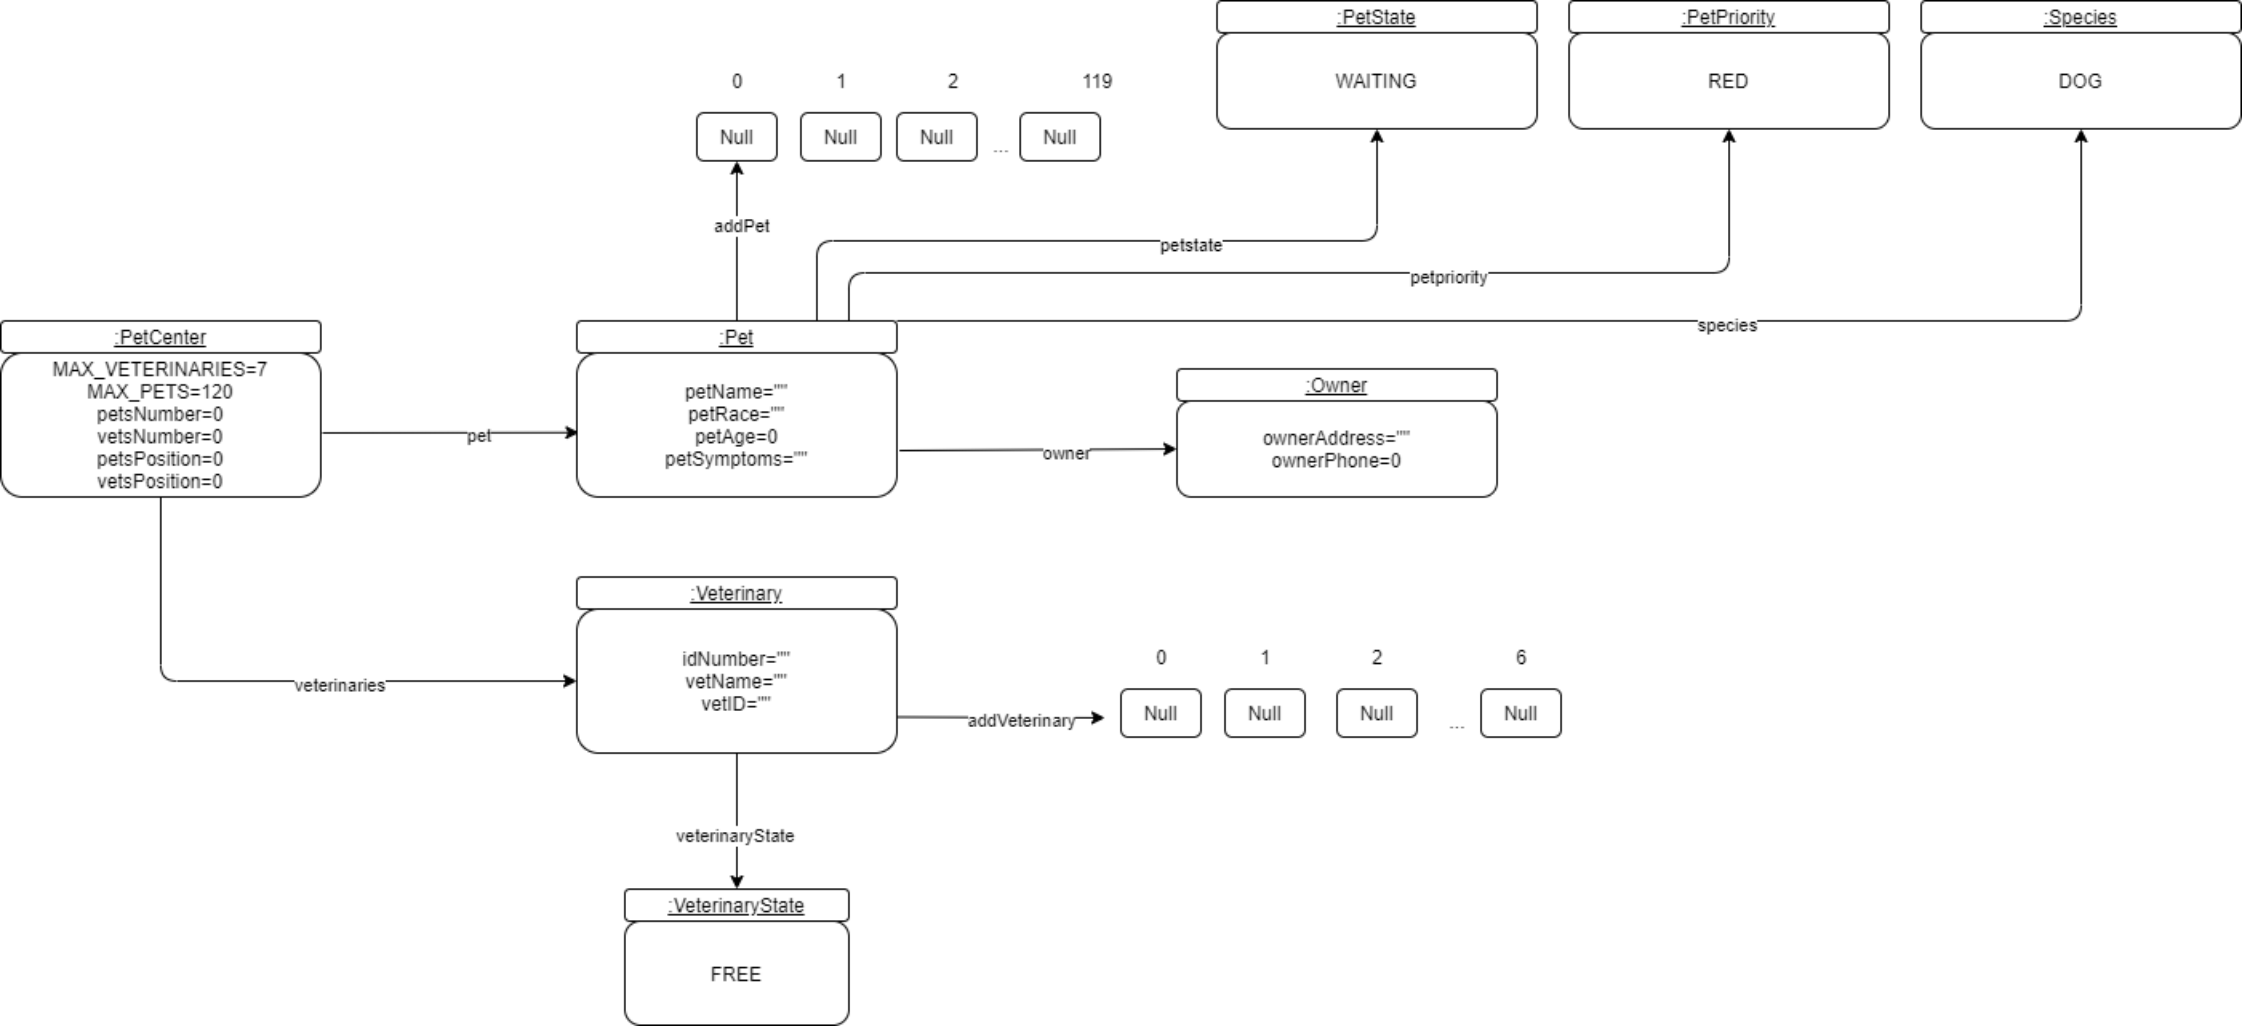 :PetState
:PetPriority
:Species
WAITING
RED
DOG
0 1 2 119
Null Null Null ... Null
addPet
petstate
petpriority
species
:PetCenter
MAX_VETERINARIES=7
MAX_PETS=120
petsNumber=0
vetsNumber=0
petsPosition=0
vetsPosition=0
pet
:Pet
petName=""
petRace=""
petAge=0
petSymptoms=""
owner
:Owner
ownerAddress=""
ownerPhone=0
veterinaries
:Veterinary
idNumber=""
vetName=""
vetID=""
addVeterinary
0 1 2 6
Null Null Null ... Null
veterinaryState
:VeterinaryState
FREE